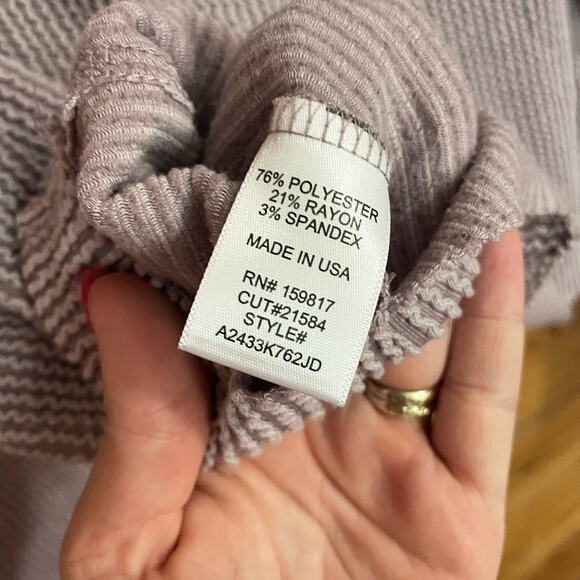 76% POLYESTER
21% RAYON
3% SPANDEX
MADE IN USA
RN# 159817
CUT#21584
STYLE#
A2433K762JD